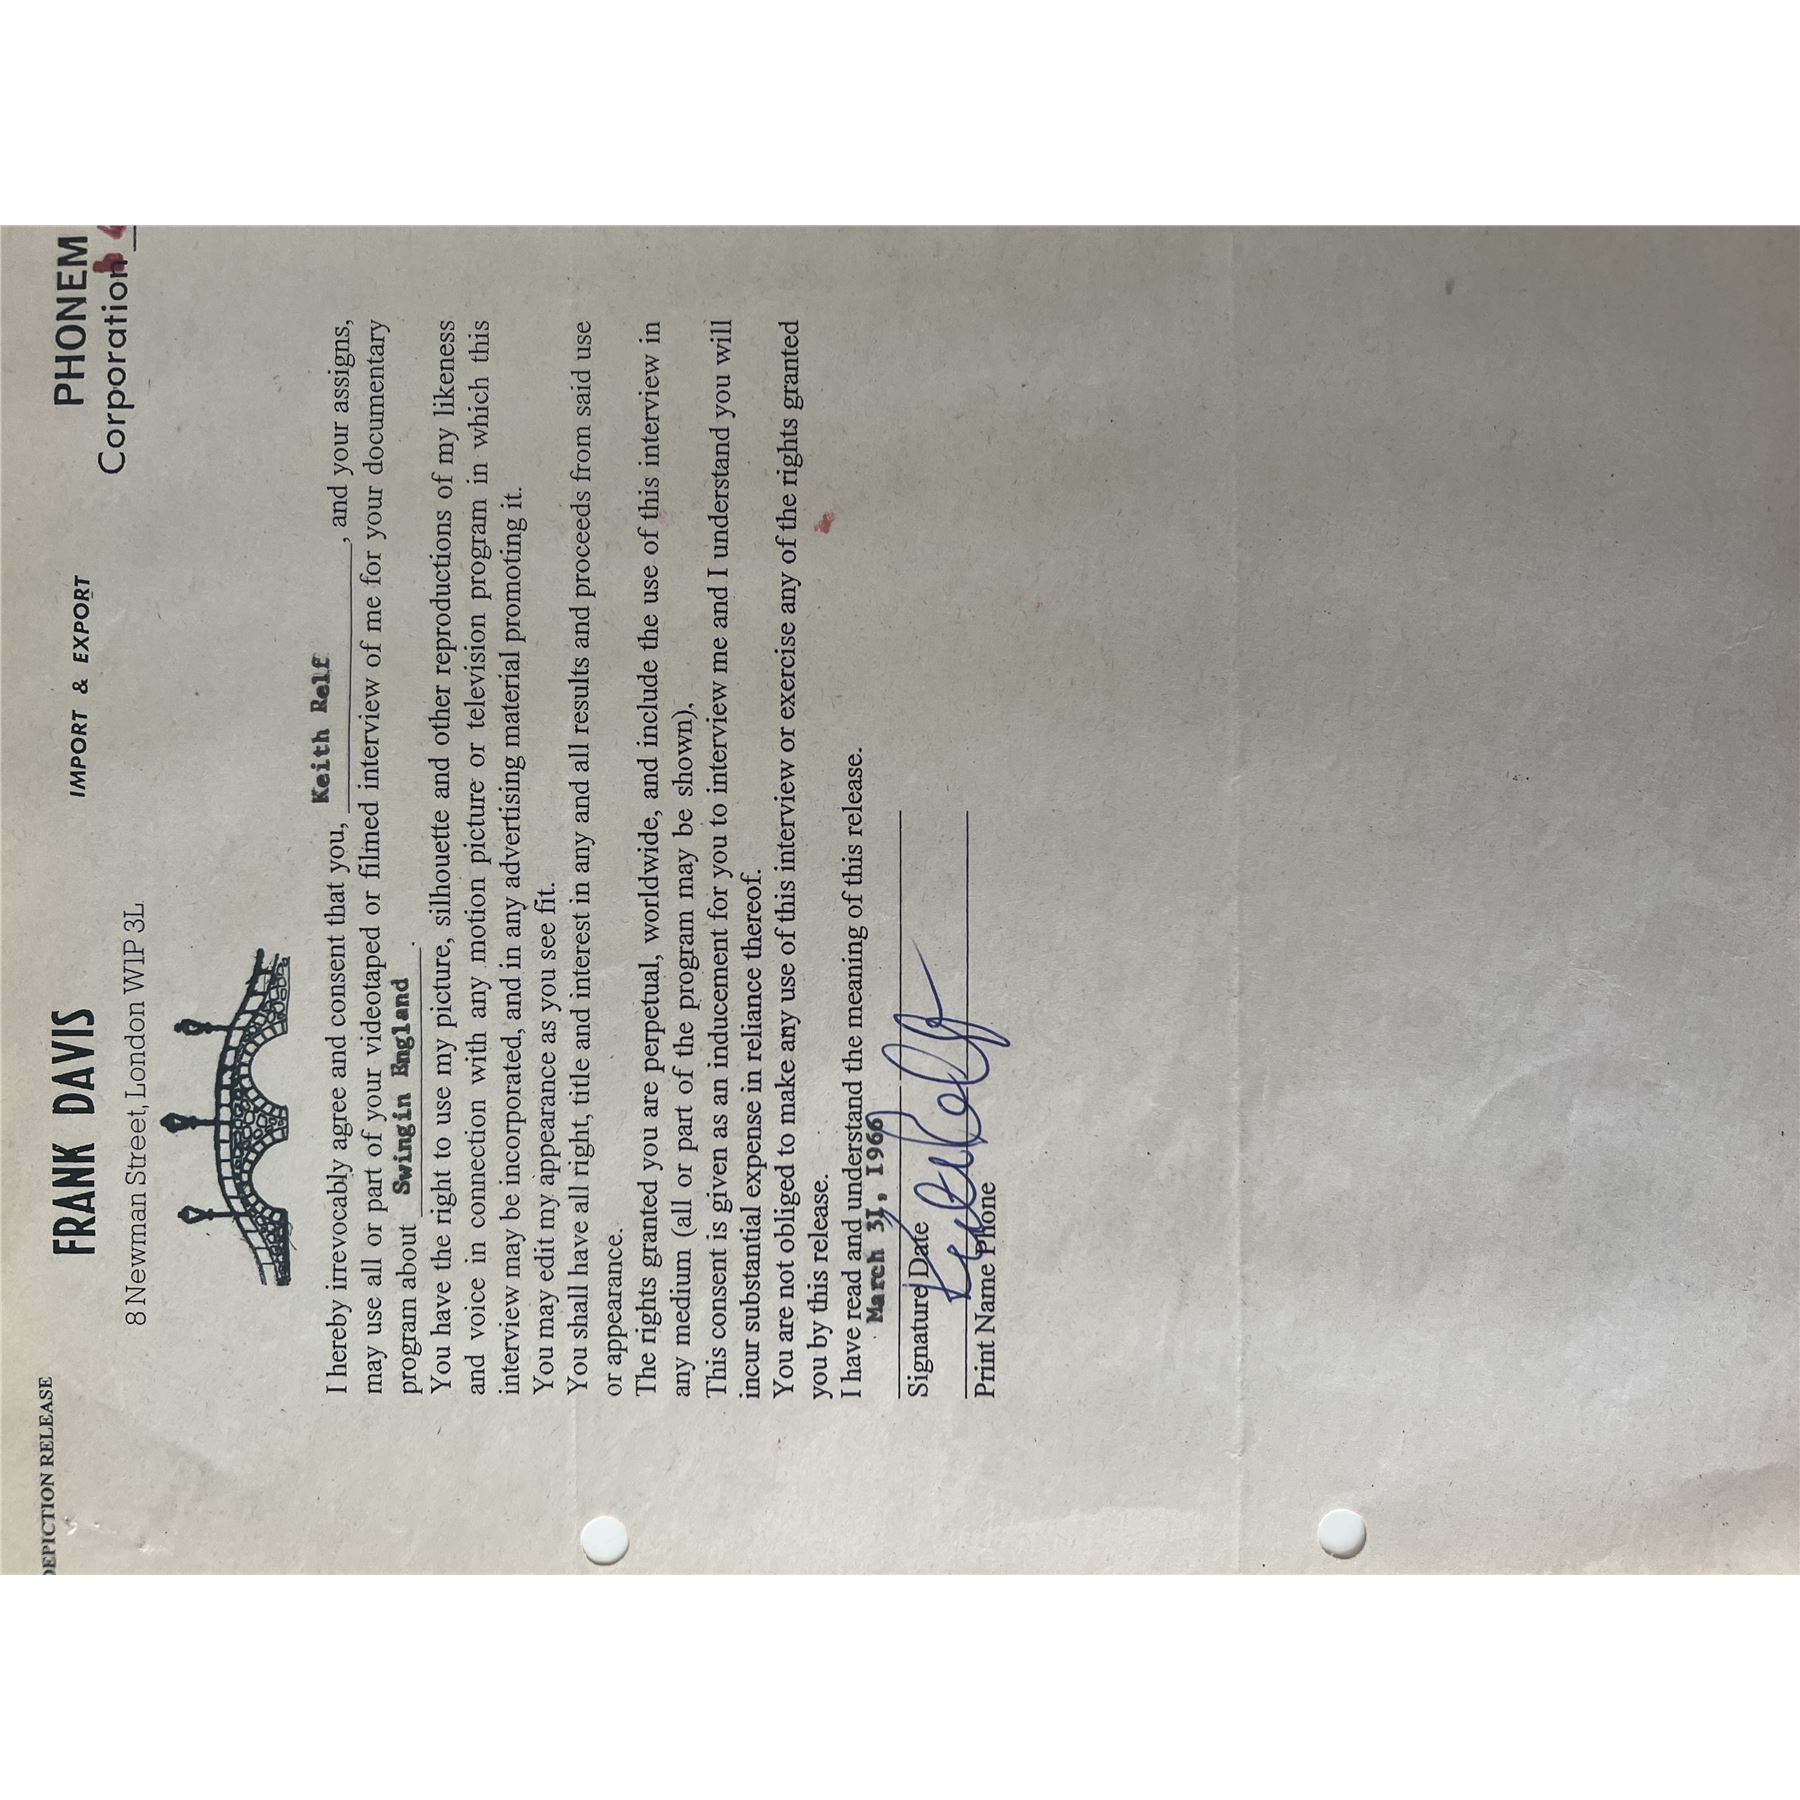 DEPICTION RELEASE
FRANK DAVIS
IMPORT & EXPORT
PHONEM
Corporation
8 Newman Street, London W1P 3L
I hereby irrevocably agree and consent that you, Keith Relf, and your assigns,
may use all or part of your videotaped or filmed interview of me for your documentary
program about Swingin England.
You have the right to use my picture, silhouette and other reproductions of my likeness
and voice in connection with any motion picture or television program in which this
interview may be incorporated, and in any advertising material promoting it.
You may edit my appearance as you see fit.
You shall have all right, title and interest in any and all results and proceeds from said use
or appearance.
The rights granted you are perpetual, worldwide, and include the use of this interview in
any medium (all or part of the program may be shown),
This consent is given as an inducement for you to interview me and I understand you will
incur substantial expense in reliance thereof.
You are not obliged to make any use of this interview or exercise any of the rights granted
you by this release.
I have read and understand the meaning of this release.
March 3I, I966
Signature Date
Keith Relf
Print Name Phone